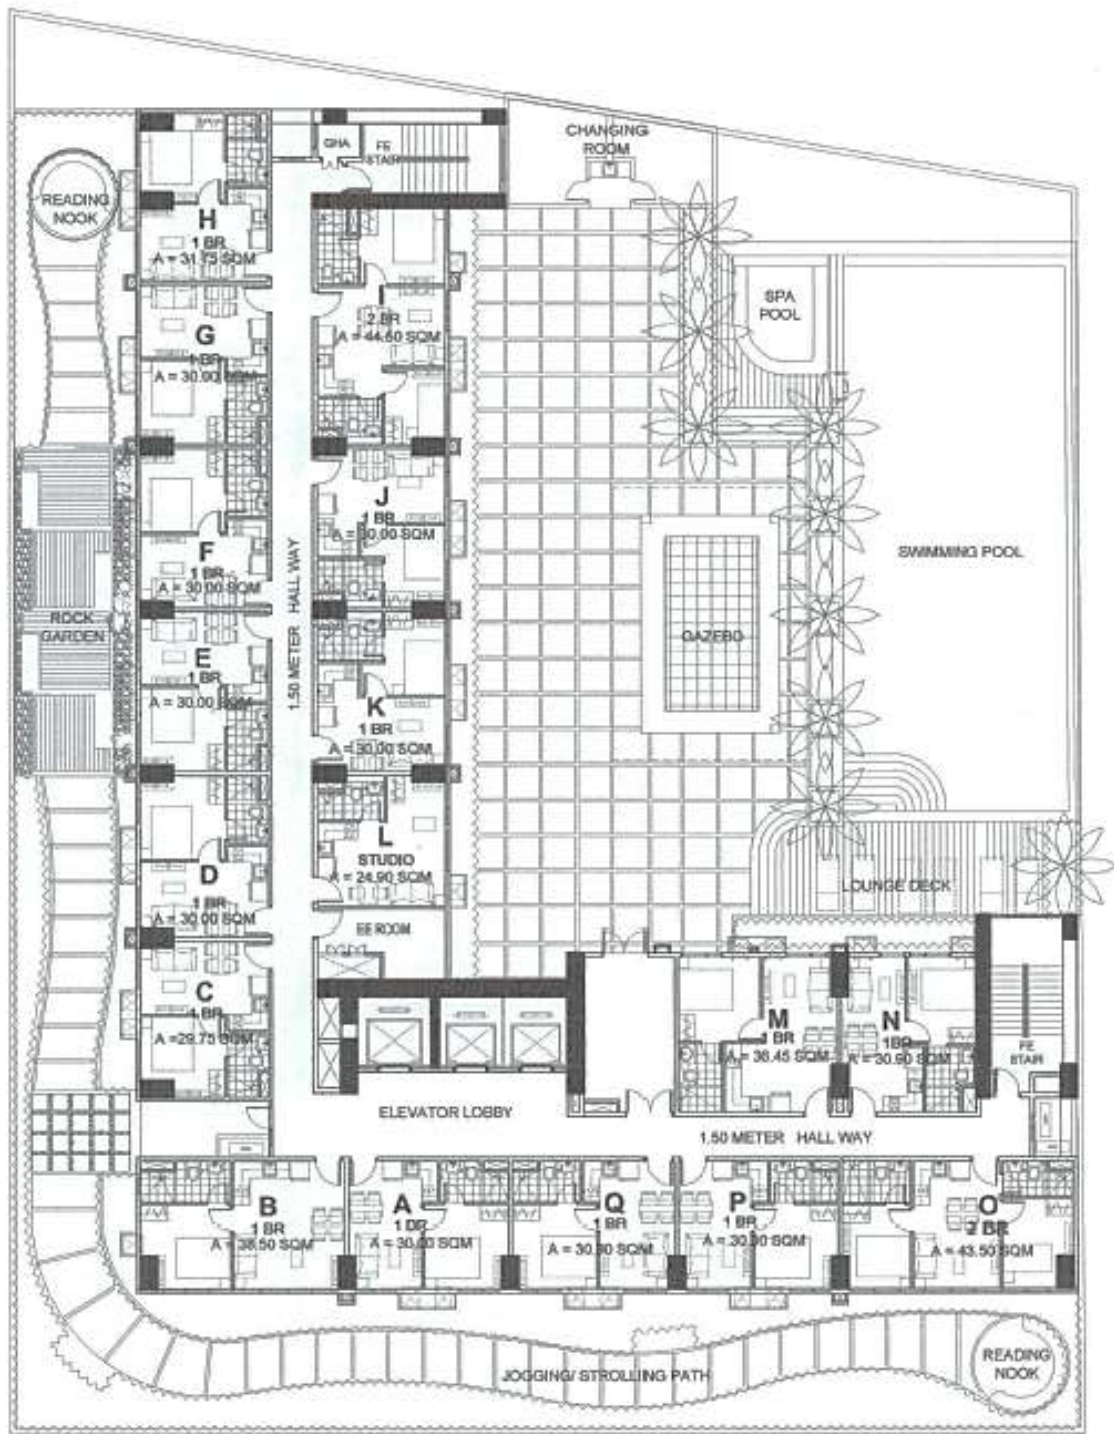 CHANGING
ROOM
GHA
FE
STAIR
READING
NOOK
H
1 BR
A = 31.75 SQM
I
2 BR
A = 44.50 SQM
SPA
POOL
G
1 BR
A = 30.90 SQM
J
1 BR
A = 30.00 SQM
F
1 BR
A = 30.00 SQM
SWIMMING POOL
1.50 METER HALL WAY
ROCK
GARDEN
GAZEBO
E
1 BR
A = 30.00 SQM
K
1 BR
A = 30.00 SQM
L
STUDIO
A = 24.90 SQM
D
1 BR
A = 30.00 SQM
LOUNGE DECK
EE ROOM
C
1 BR
A =29.75 SQM
M
1 BR
A = 36.45 SQM
N
1BR
A = 30.90 SQM
FE
STAIR
ELEVATOR LOBBY
1.50 METER HALL WAY
B
1 BR
A = 38.50 SQM
A
1 BR
A = 30.00 SQM
Q
1 BR
A = 30.30 SQM
P
1 BR
A = 30.30 SQM
O
2 BR
A = 43.50 SQM
JOGGING/ STROLLING PATH
READING
NOOK